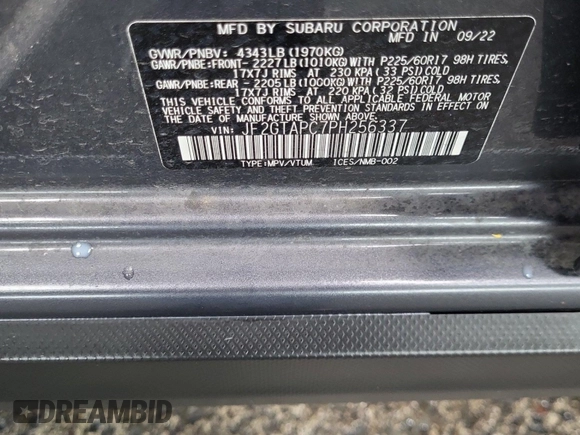 MFD BY SUBARU CORPORATION
MFD IN 09/22
GVWR/PNBV: 4343LB(1970KG)
GAWR/PNBE:FRONT- 2227LB(1010KG)WITH P225/60R17 98H TIRES,
17X7J RIMS AT 230 KPA(33 PSI)COLD
GAWR/PNBE:REAR - 2205LB(1000KG)WITH P225/60R17 98H TIRES,
17X7J RIMS AT 220 KPA(32 PSI)COLD
THIS VEHICLE CONFORMS TO ALL APPLICABLE FEDERAL MOTOR
VEHICLE SAFETY AND THEFT PREVENTION STANDARDS IN EFFECT ON
THE DATE OF MANUFACTURE SHOWN ABOVE.
VIN: JF2GTAPC7PH256337
TYPE:MPV/VTUM ICES/NMB-002
DREAMBID